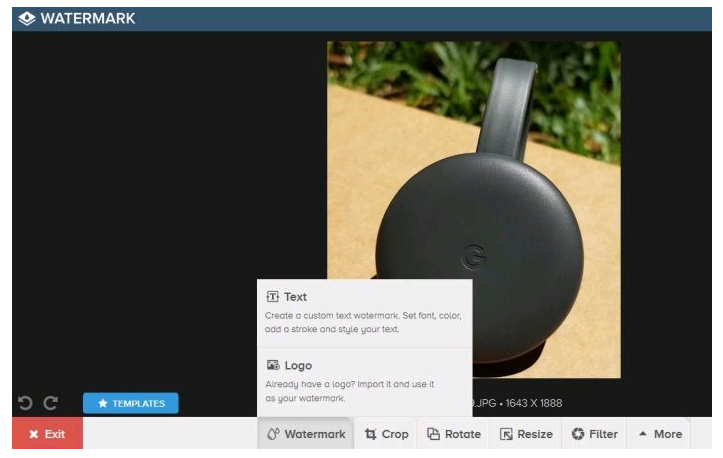 WATERMARK
Text
Create a custom text watermark. Set font, color,
add a stroke and style your text.
Logo
Already have a logo? Import it and use it
as your watermark.
TEMPLATES
.JPG • 1643 X 1888
Exit
Watermark
Crop
Rotate
Resize
Filter
More
G